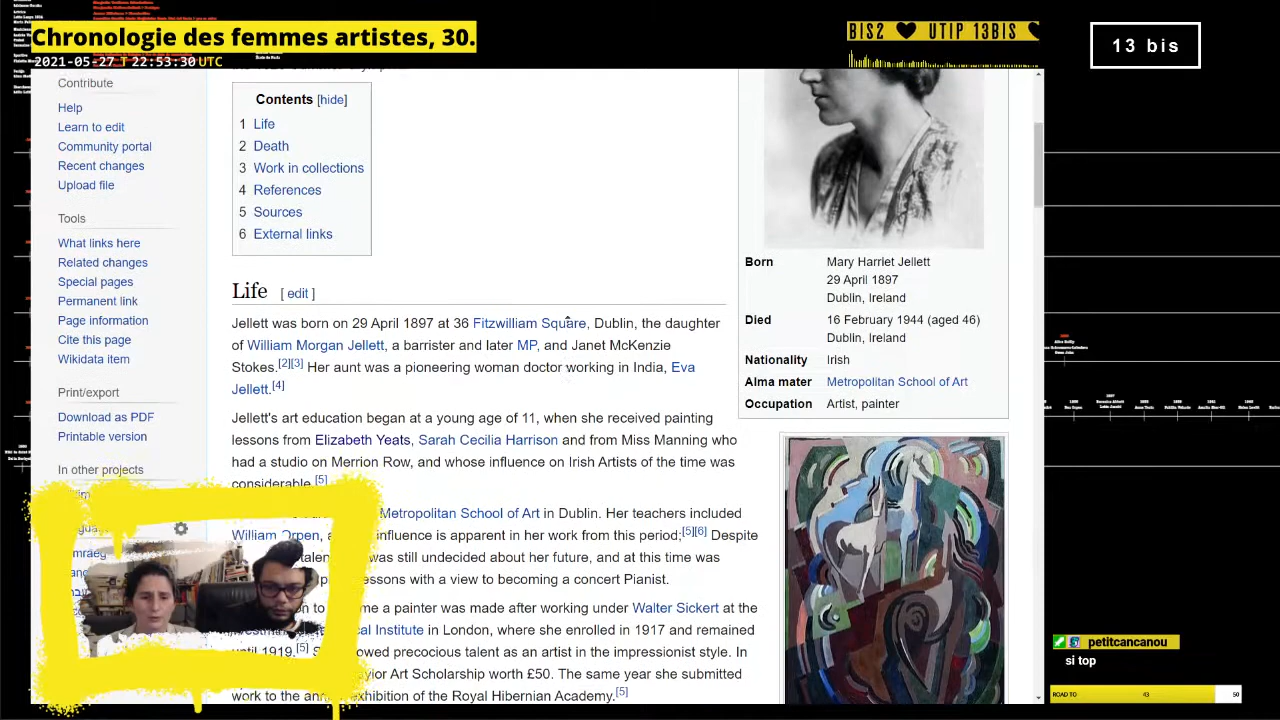 Chronologie des femmes artistes, 30.
2021-05-27 T 22:53:30 UTC
BIS2 UTIP 13BIS
13 bis
Contribute
Help
Learn to edit
Community portal
Recent changes
Upload file
Tools
What links here
Related changes
Special pages
Permanent link
Page information
Cite this page
Wikidata item
Print/export
Download as PDF
Printable version
In other projects
Contents [hide]
1 Life
2 Death
3 Work in collections
4 References
5 Sources
6 External links
Life [ edit ]
Jellett was born on 29 April 1897 at 36 Fitzwilliam Square, Dublin, the daughter
of William Morgan Jellett, a barrister and later MP, and Janet McKenzie
Stokes.[2][3] Her aunt was a pioneering woman doctor working in India, Eva
Jellett.[4]
Jellett's art education began at a young age of 11, when she received painting
lessons from Elizabeth Yeats, Sarah Cecilia Harrison and from Miss Manning who
had a studio on Merrion Row, and whose influence on Irish Artists of the time was
considerable.[5]
Metropolitan School of Art in Dublin. Her teachers included
William Orpen, influence is apparent in her work from this period;[5][6] Despite
was still undecided about her future, and at this time was
lessons with a view to becoming a concert Pianist.
a painter was made after working under Walter Sickert at the
Institute in London, where she enrolled in 1917 and remained
until 1919.[5] precocious talent as an artist in the impressionist style. In
Art Scholarship worth £50. The same year she submitted
work to the exhibition of the Royal Hibernian Academy.[5]
Born Mary Harriet Jellett
29 April 1897
Dublin, Ireland
Died 16 February 1944 (aged 46)
Dublin, Ireland
Nationality Irish
Alma mater Metropolitan School of Art
Occupation Artist, painter
petitcancanou
si top
ROAD TO 43 50